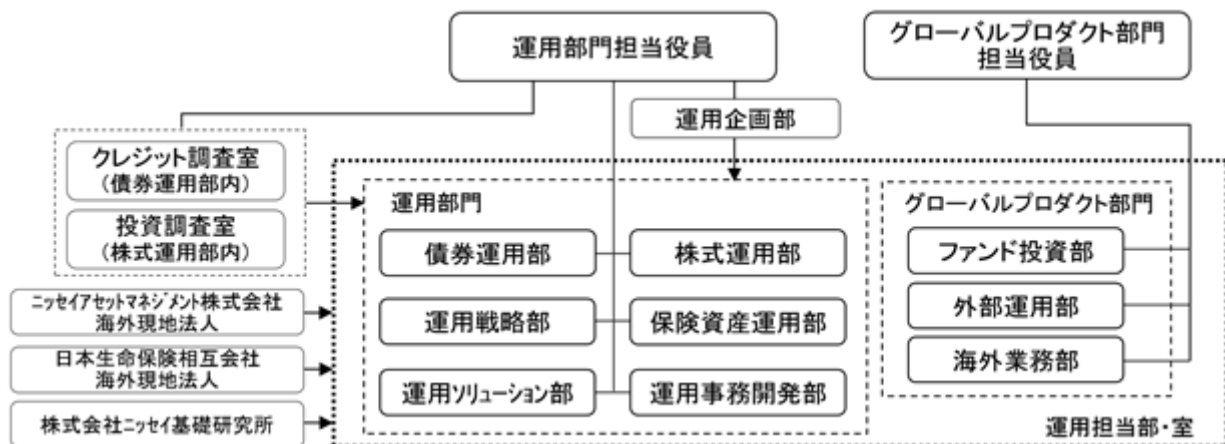 運用部門担当役員
グローバルプロダクト部門
担当役員
運用企画部
クレジット調査室
(債券運用部内)
投資調査室
(株式運用部内)
運用部門
債券運用部
株式運用部
運用戦略部
保険資産運用部
運用ソリューション部
運用事務開発部
グローバルプロダクト部門
ファンド投資部
外部運用部
海外業務部
ニッセイアセットマネジメント株式会社
海外現地法人
日本生命保険相互会社
海外現地法人
株式会社ニッセイ基礎研究所
運用担当部・室